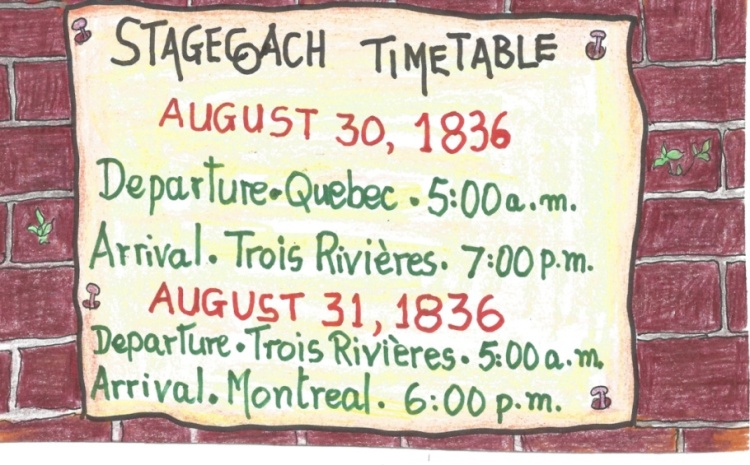 STAGECOACH TIMETABLE
AUGUST 30, 1836
Departure. Quebec. 5:00 a.m.
Arrival. Trois Rivières. 7:00 p.m.
AUGUST 31, 1836
Departure. Trois Rivières. 5:00 a.m.
Arrival. Montreal. 6:00 p.m.